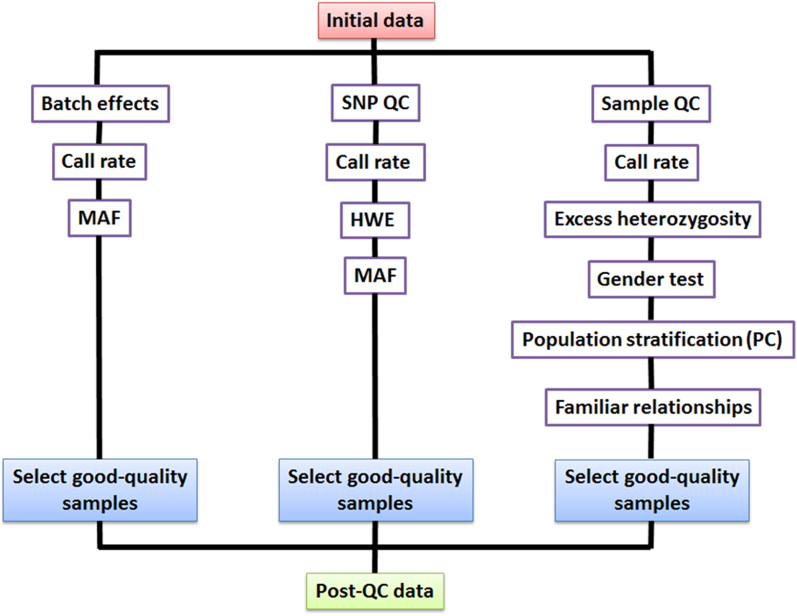 Initial data
Batch effects
Call rate
MAF
SNP QC
Call rate
HWE
MAF
Sample QC
Call rate
Excess heterozygosity
Gender test
Population stratification (PC)
Familiar relationships
Select good-quality
samples
Select good-quality
samples
Select good-quality
samples
Post-QC data